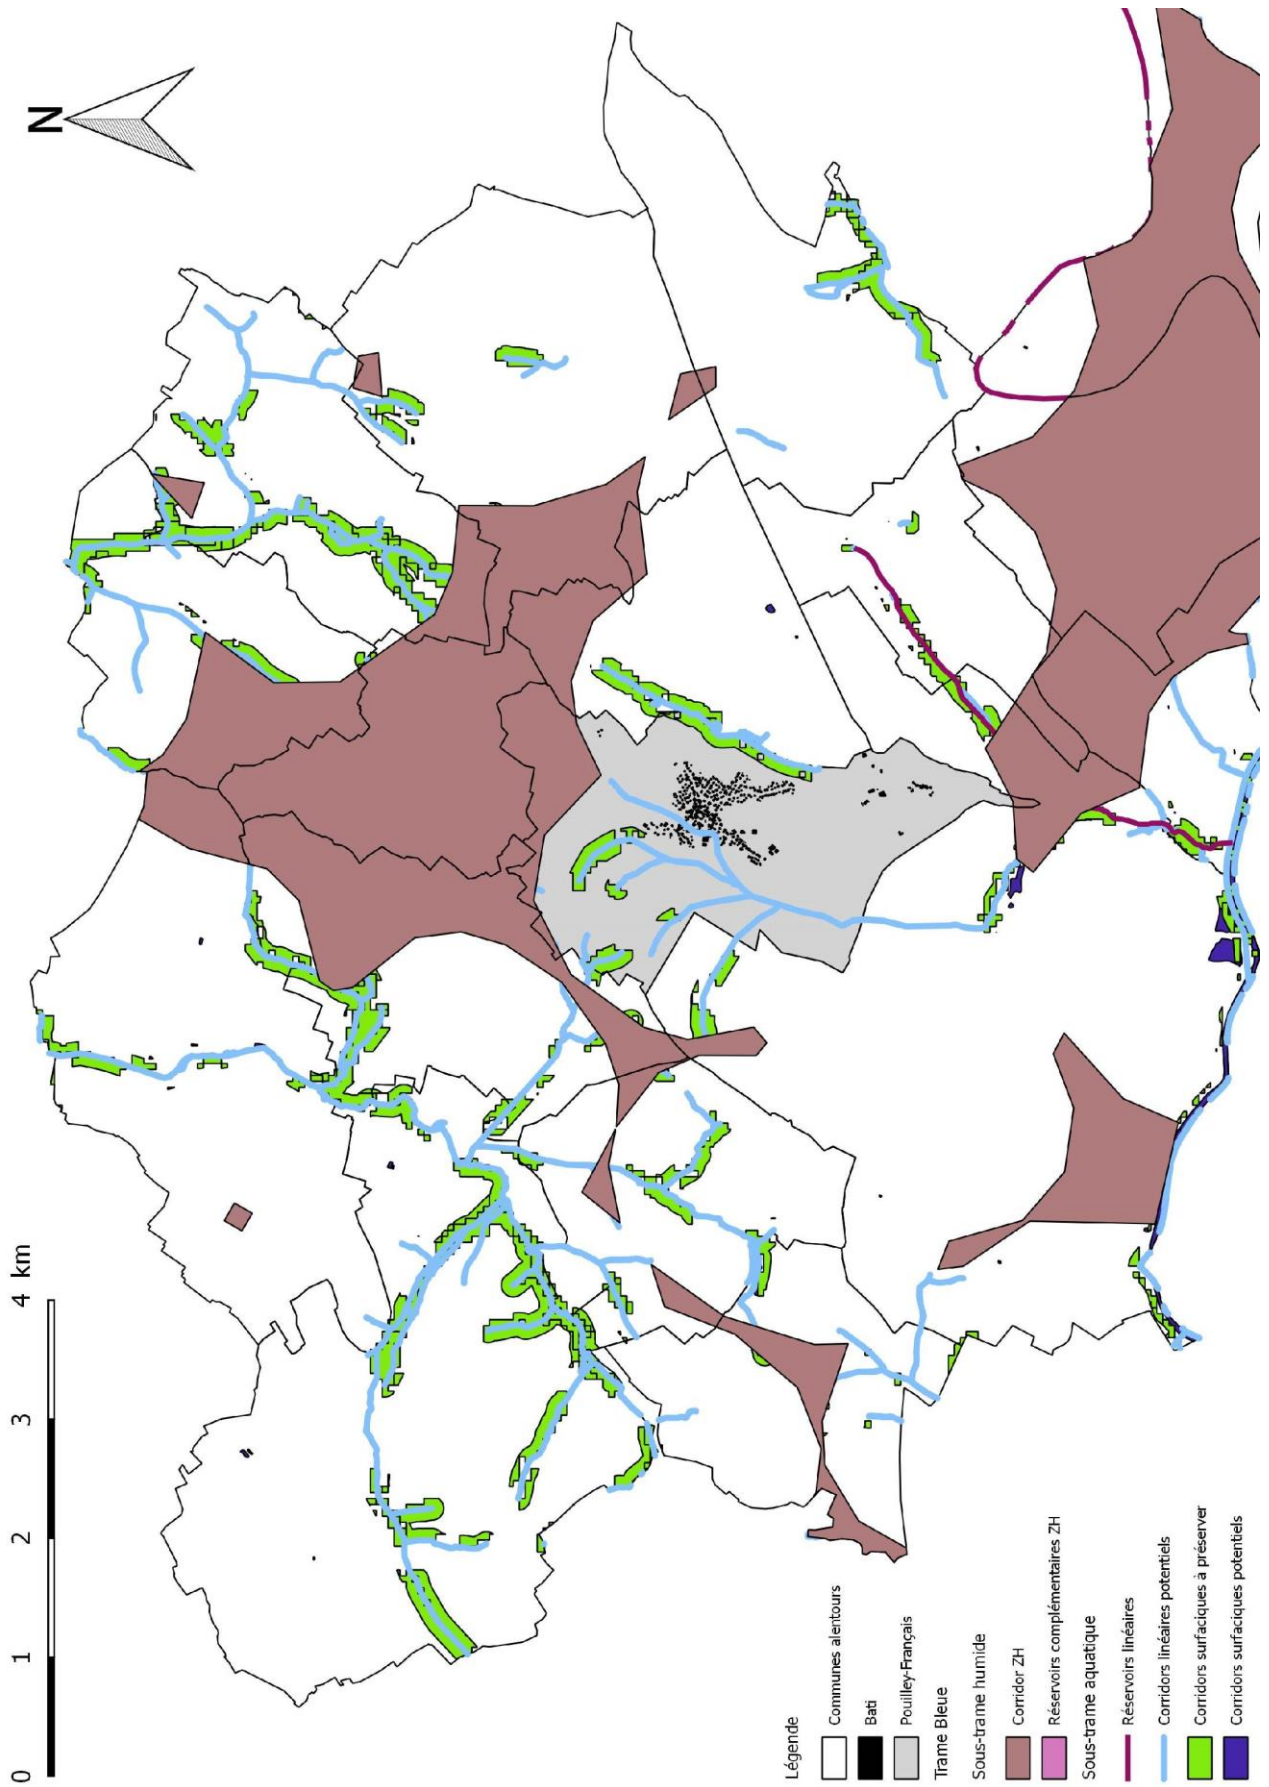 N
0 1 2 3 4 km
Légende
Communes alentours
Bati
Pouilley-Français
Trame Bleue
Sous-trame humide
Corridor ZH
Réservoirs complémentaires ZH
Sous-trame aquatique
Réservoirs linéaires
Corridors linéaires potentiels
Corridors surfaciques à préserver
Corridors surfaciques potentiels